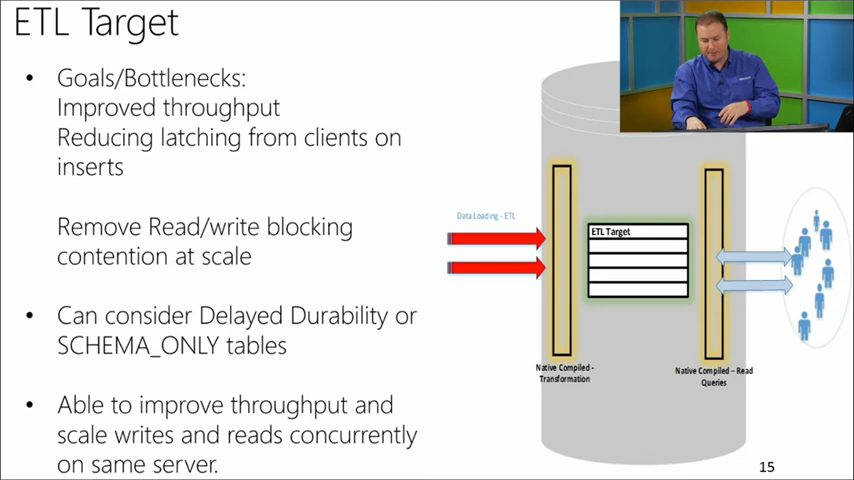 ETL Target
• Goals/Bottlenecks:
Improved throughput
Reducing latching from clients on
inserts
Remove Read/write blocking
contention at scale
• Can consider Delayed Durability or
SCHEMA_ONLY tables
• Able to improve throughput and
scale writes and reads concurrently
on same server.
Data Loading - ETL
ETL Target
Native Compiled -
Transformation
Native Compiled – Read
Queries
15